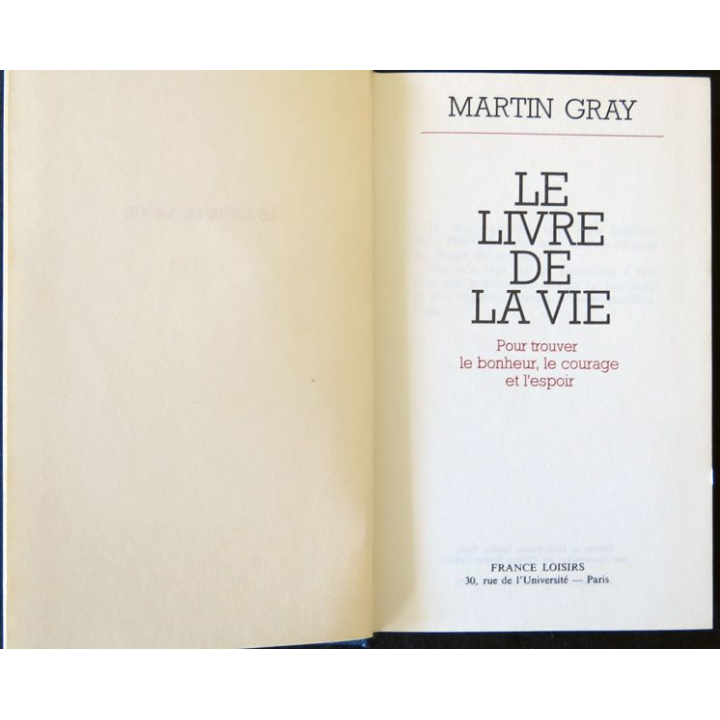 MARTIN GRAY
LE
LIVRE
DE
LA VIE
Pour trouver
le bonheur, le courage
et l'espoir
FRANCE LOISIRS
30, rue de l'Université — Paris